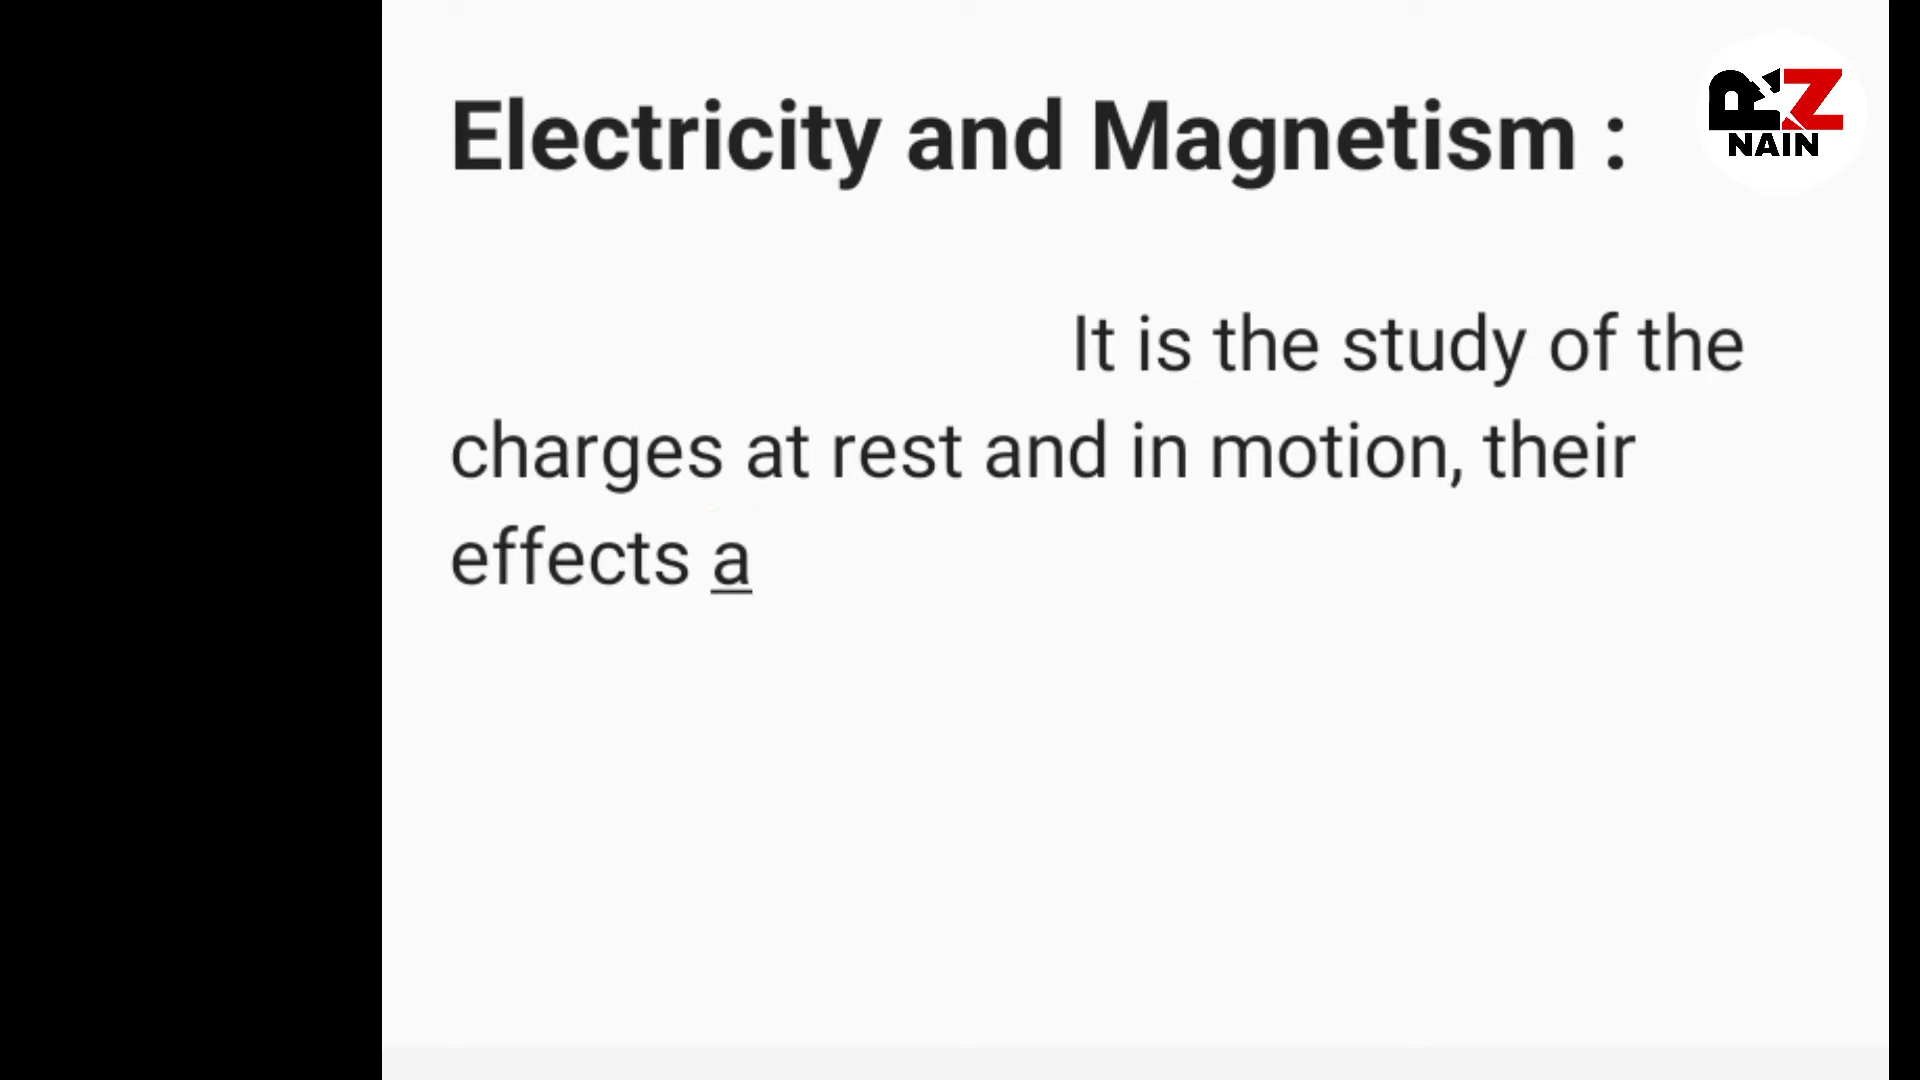 Electricity and Magnetism :
R Z
NAIN
It is the study of the
charges at rest and in motion, their
effects a